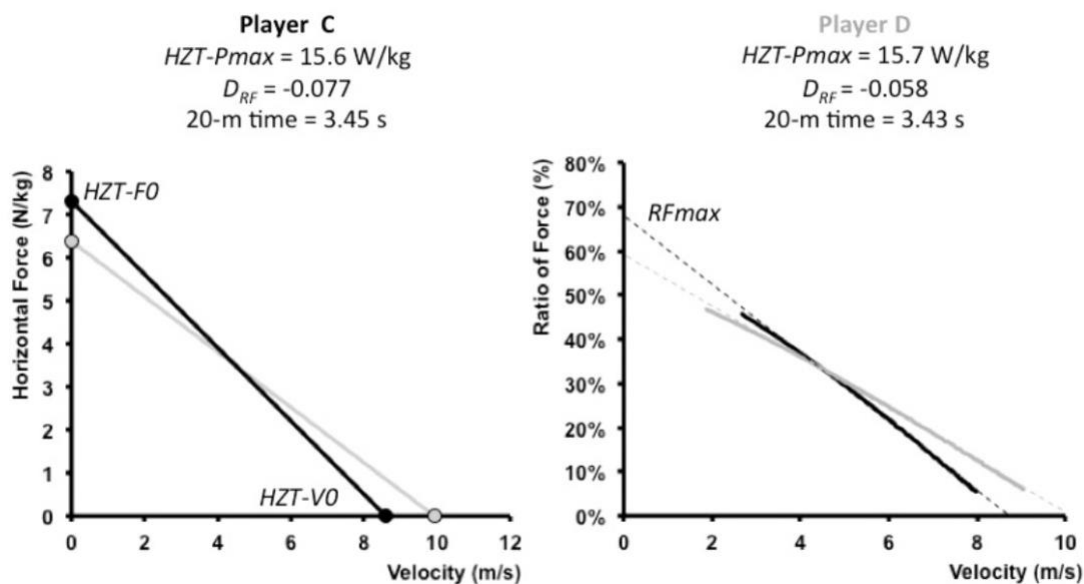 Player C
HZT-Pmax = 15.6 W/kg
D_RF = -0.077
20-m time = 3.45 s
Player D
HZT-Pmax = 15.7 W/kg
D_RF = -0.058
20-m time = 3.43 s
Horizontal Force (N/kg)
8
7
6
5
4
3
2
1
0
HZT-F0
HZT-V0
0 2 4 6 8 10 12
Velocity (m/s)
Ratio of Force (%)
80%
70%
60%
50%
40%
30%
20%
10%
0%
RFmax
0 2 4 6 8 10
Velocity (m/s)